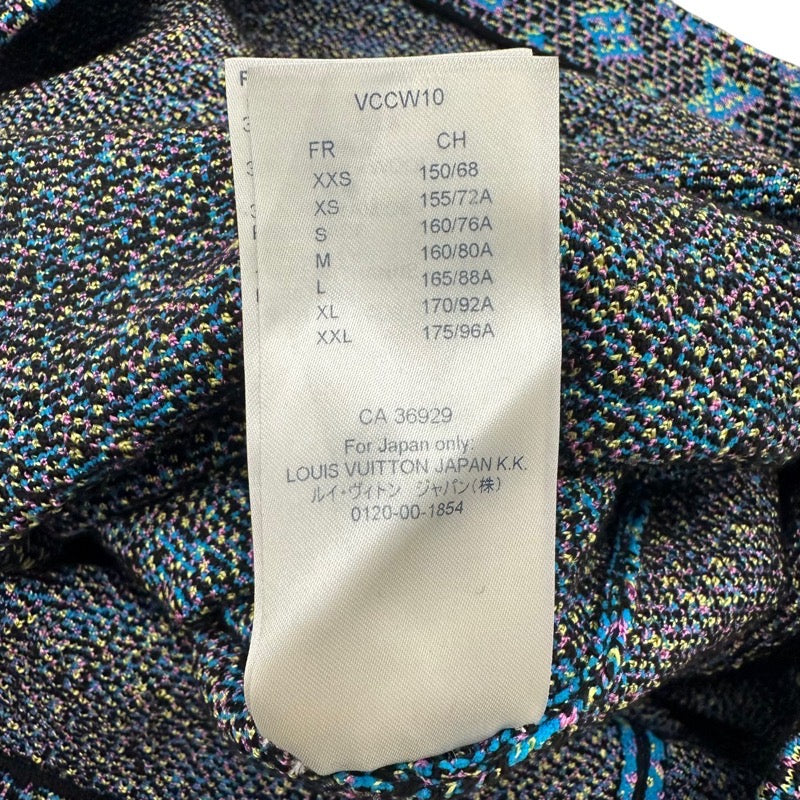 VCCW10
FR CH
XXS 150/68
XS 155/72A
S 160/76A
M 160/80A
L 165/88A
XL 170/92A
XXL 175/96A
CA 36929
For Japan only:
LOUIS VUITTON JAPAN K.K.
ルイ・ヴィトン ジャパン(株)
0120-00-1854